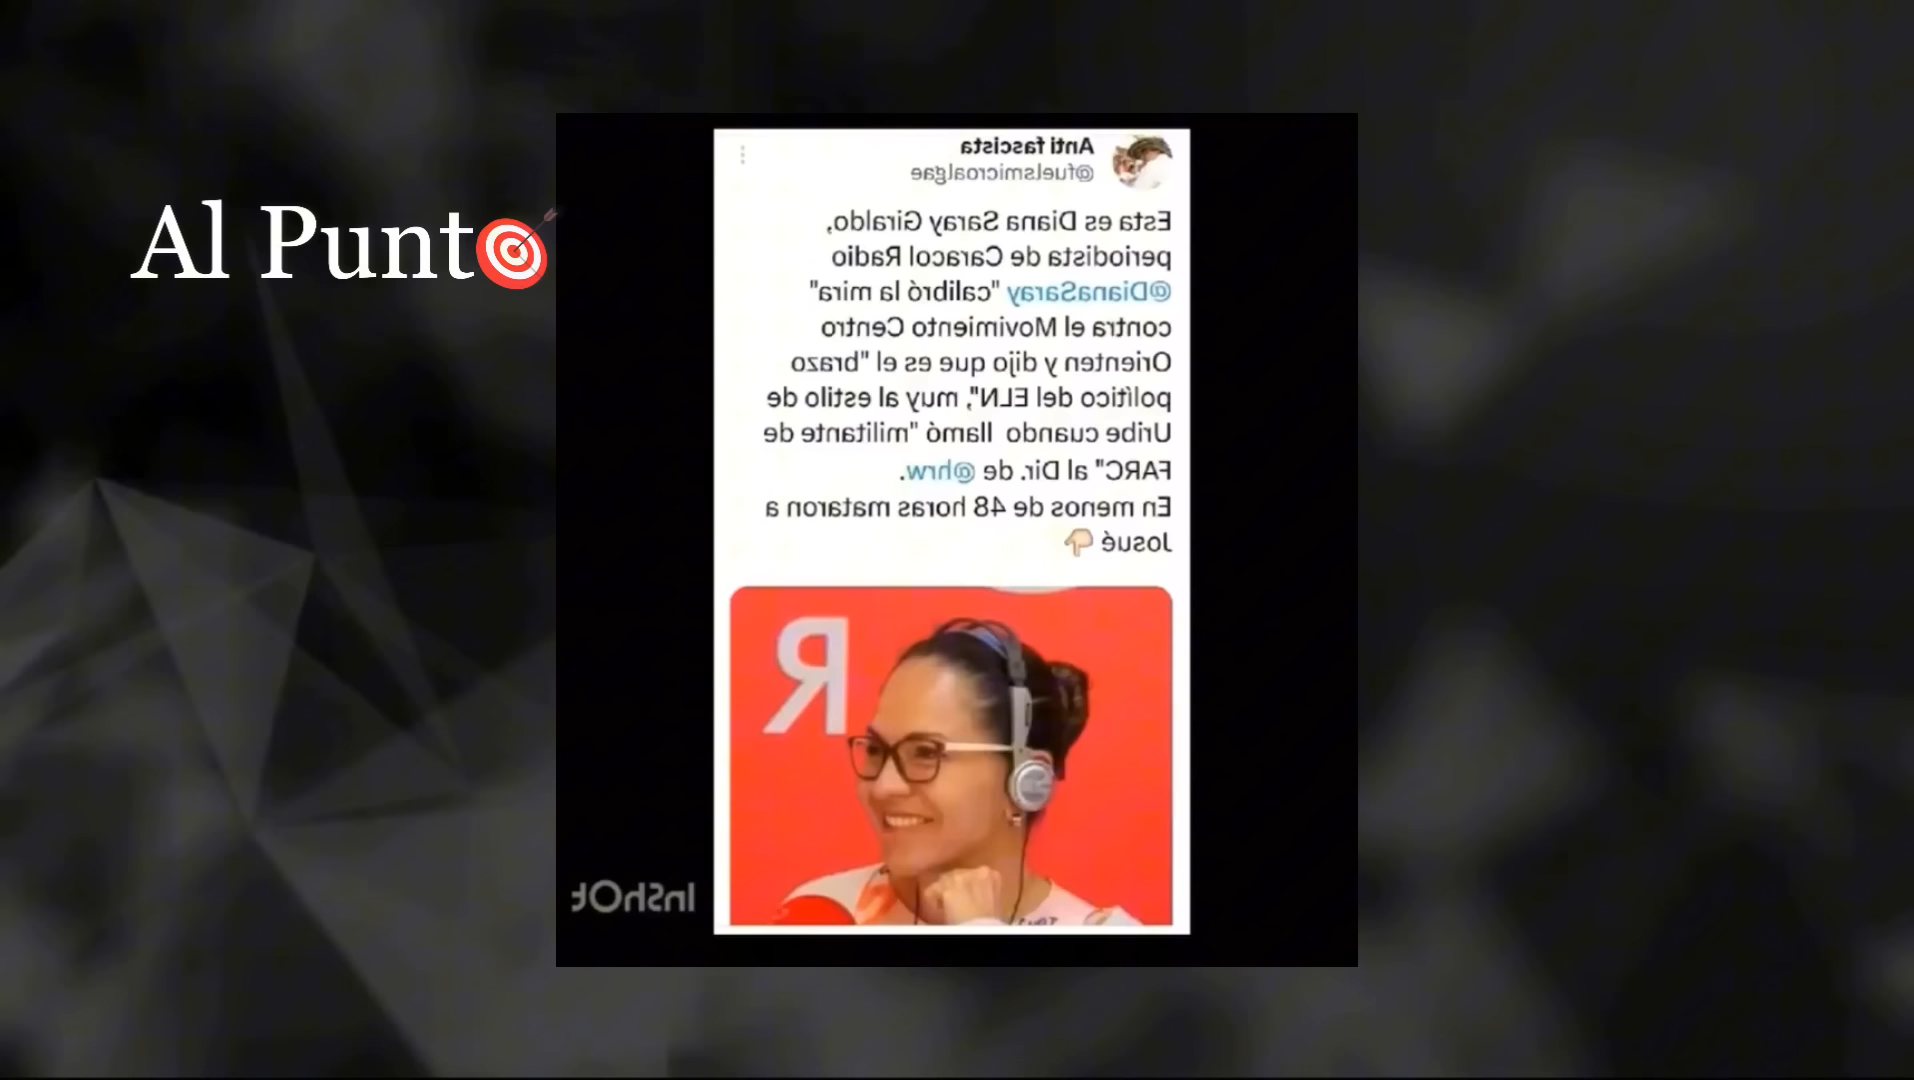 Al Punto
Anti fascista
@fuelsmicroalgae
Esta es Diana Saray Giraldo,
periodista de Caracol Radio
@DianaSaray "calibró la mira"
contra el Movimiento Centro
Orienten y dijo que es el "brazo
político del ELN", muy al estilo de
Uribe cuando llamó "militante de
FARC" al Dir. de @hrw.
En menos de 48 horas mataron a
Josué 👇
R
InShOt